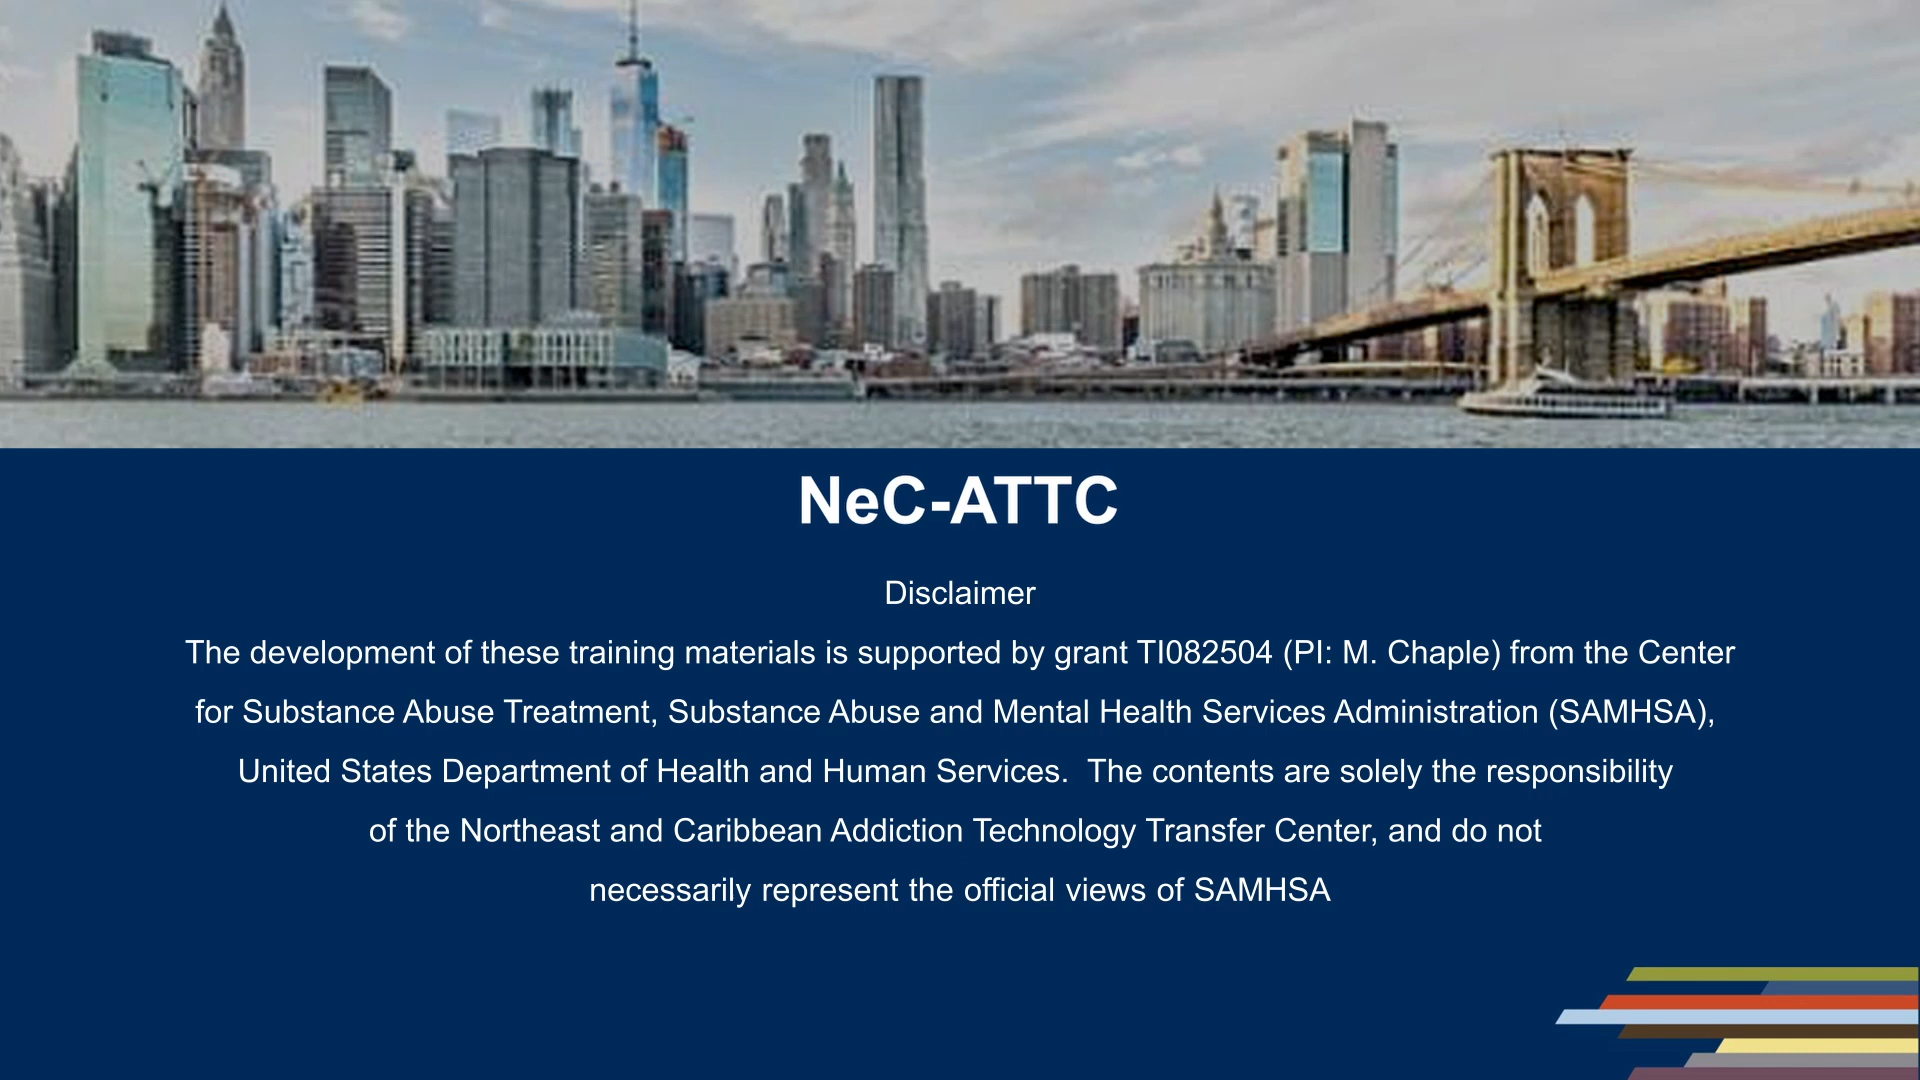 NeC-ATTC
Disclaimer
The development of these training materials is supported by grant TI082504 (PI: M. Chaple) from the Center
for Substance Abuse Treatment, Substance Abuse and Mental Health Services Administration (SAMHSA),
United States Department of Health and Human Services.  The contents are solely the responsibility
of the Northeast and Caribbean Addiction Technology Transfer Center, and do not
necessarily represent the official views of SAMHSA